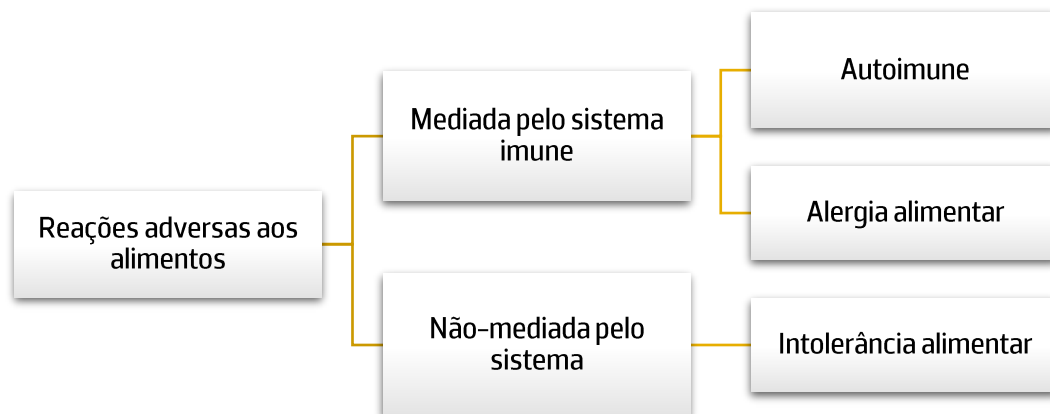 Reações adversas aos
alimentos
Mediada pelo sistema
imune
Não-mediada pelo
sistema
Autoimune
Alergia alimentar
Intolerância alimentar